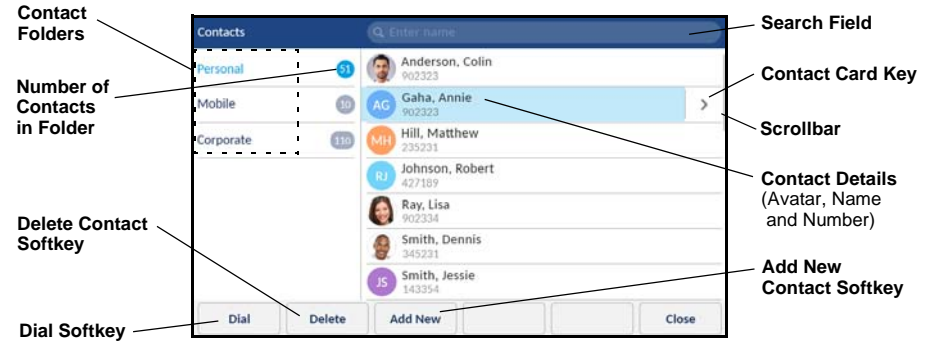 Contact
Folders
Number of
Contacts
in Folder
Delete Contact
Softkey
Dial Softkey
Contacts
Enter name
Personal
51
Mobile
10
Corporate
110
Anderson, Colin
902323
AG
Gaha, Annie
902323
MH
Hill, Matthew
235231
RJ
Johnson, Robert
427189
Ray, Lisa
902334
Smith, Dennis
345231
JS
Smith, Jessie
143354
Dial
Delete
Add New
Close
Search Field
Contact Card Key
Scrollbar
Contact Details
(Avatar, Name
and Number)
Add New
Contact Softkey